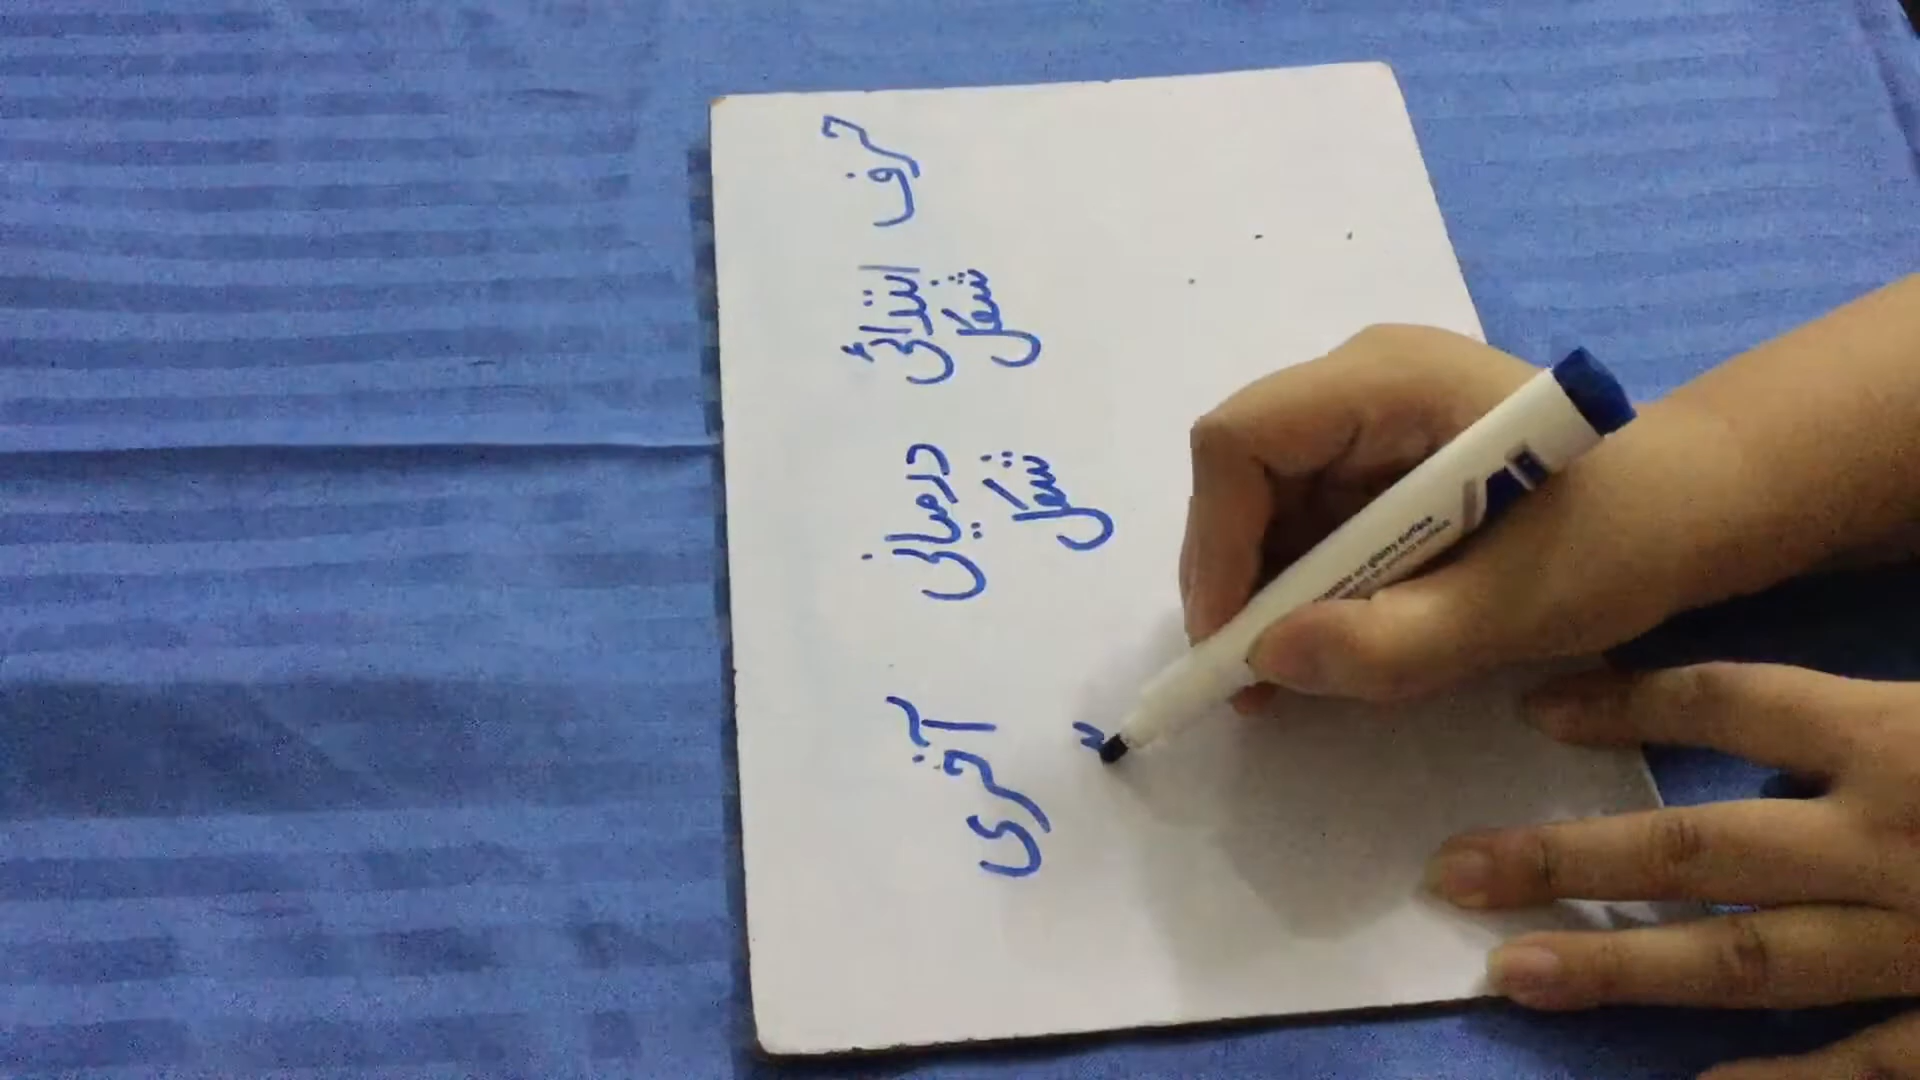 حرف
ابتدائی
شکل
درمیانی
شکل
آخری